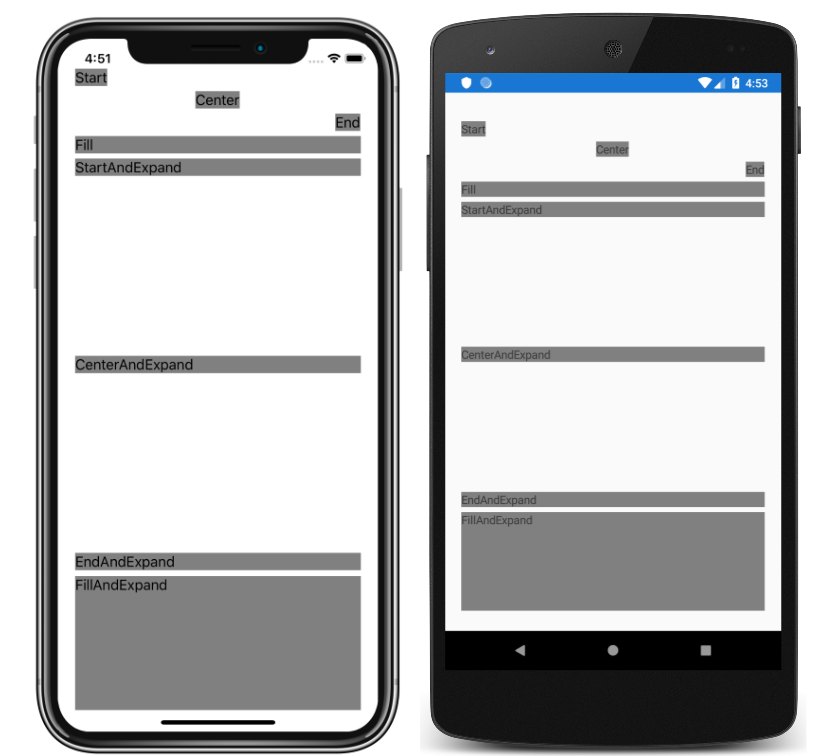 4:51
Start
Center
End
Fill
StartAndExpand
CenterAndExpand
EndAndExpand
FillAndExpand
4:53
Start
Center
End
Fill
StartAndExpand
CenterAndExpand
EndAndExpand
FillAndExpand